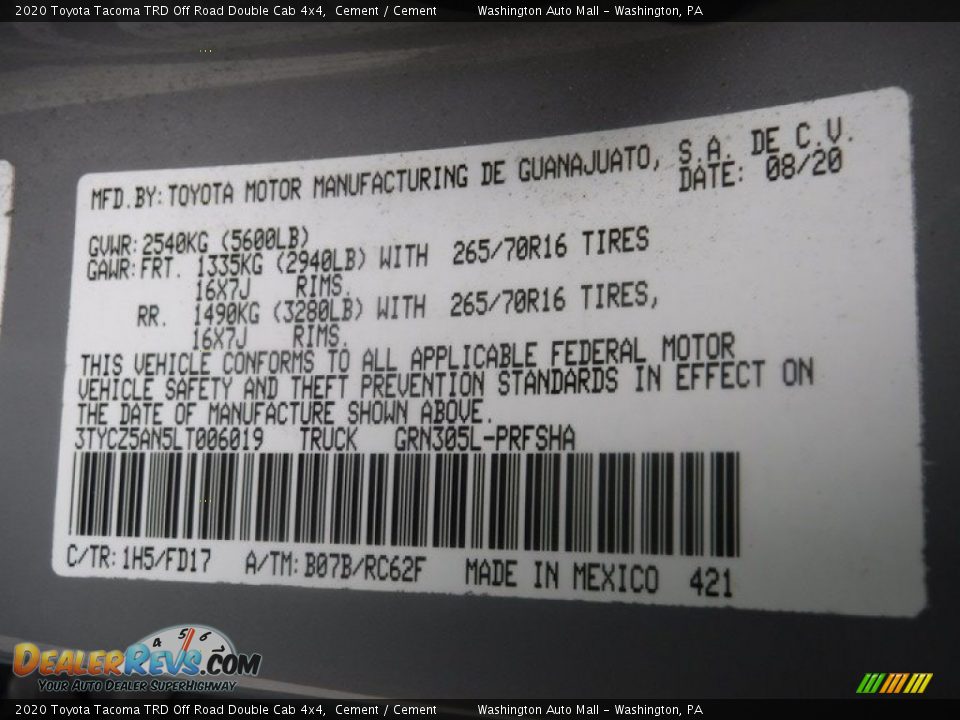 2020 Toyota Tacoma TRD Off Road Double Cab 4x4, Cement / Cement Washington Auto Mall - Washington, PA
MFD.BY:TOYOTA MOTOR MANUFACTURING DE GUANAJUATO, S.A. DE C.V.
DATE: 08/20
GVWR:2540KG (5600LB)
GAWR:FRT. 1335KG (2940LB) WITH 265/70R16 TIRES
16X7J RIMS.
RR. 1490KG (3280LB) WITH 265/70R16 TIRES,
16X7J RIMS.
THIS VEHICLE CONFORMS TO ALL APPLICABLE FEDERAL MOTOR
VEHICLE SAFETY AND THEFT PREVENTION STANDARDS IN EFFECT ON
THE DATE OF MANUFACTURE SHOWN ABOVE.
3TYCZ5AN5LT006019 TRUCK GRN305L-PRFSHA
C/TR:1H5/FD17 A/TM:B07B/RC62F MADE IN MEXICO 421
4 5 6
DEALERREVS.COM
YOUR AUTO DEALER SUPERHIGHWAY
2020 Toyota Tacoma TRD Off Road Double Cab 4x4, Cement / Cement Washington Auto Mall - Washington, PA